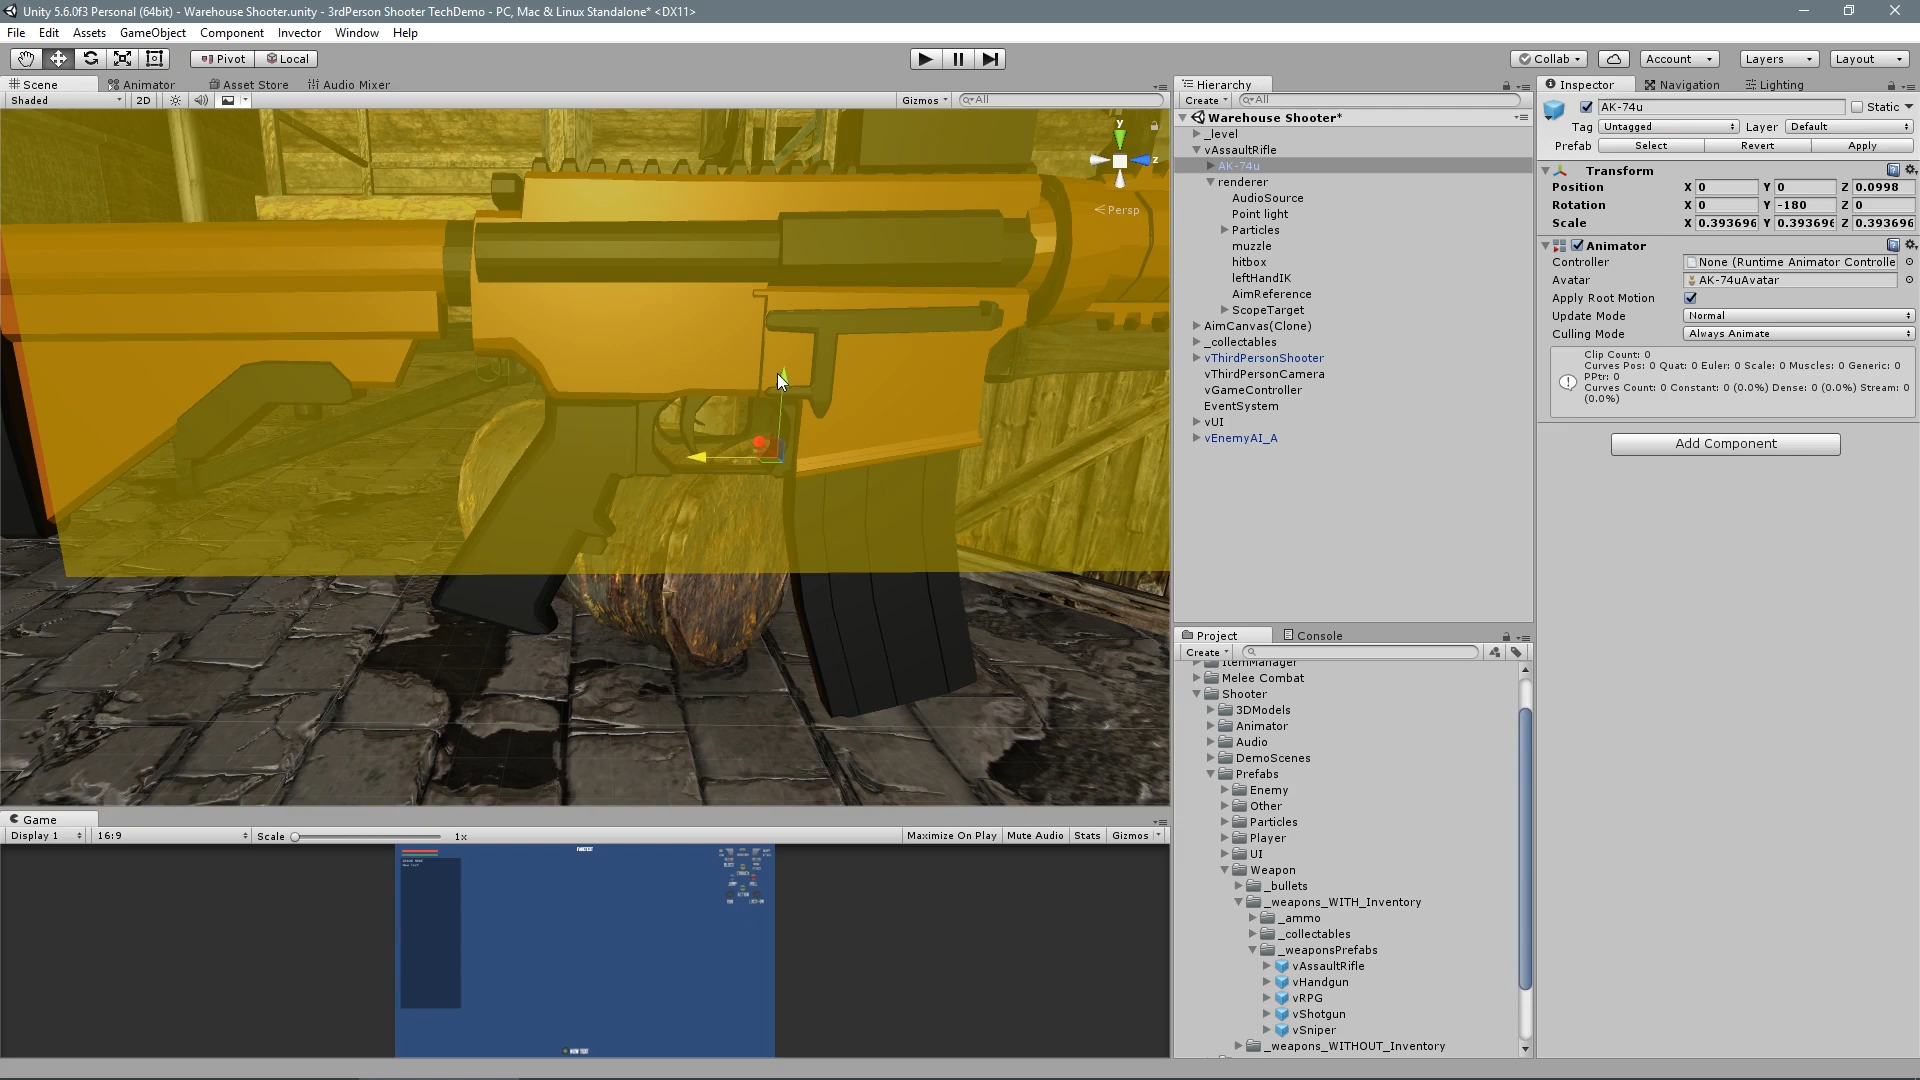 Unity 5.6.0f3 Personal (64bit) - Warehouse Shooter.unity - 3rdPerson Shooter TechDemo - PC, Mac & Linux Standalone* <DX11>
File Edit Assets GameObject Component Invector Window Help
Pivot Local Collab Account Layers Layout
Scene Animator Asset Store Audio Mixer
Shaded 2D Gizmos All
y
z
Persp
Hierarchy
Create All
Warehouse Shooter*
_level
vAssaultRifle
AK-74u
renderer
AudioSource
Point light
Particles
muzzle
hitbox
leftHandIK
AimReference
ScopeTarget
AimCanvas(Clone)
_collectables
vThirdPersonShooter
vThirdPersonCamera
vGameController
EventSystem
vUI
vEnemyAI_A
Inspector Navigation Lighting
AK-74u Static
Tag Untagged Layer Default
Prefab Select Revert Apply
Transform
Position X 0 Y 0 Z 0.0998
Rotation X 0 Y -180 Z 0
Scale X 0.393696 Y 0.393696 Z 0.393696
Animator
Controller None (Runtime Animator Controlle
Avatar AK-74uAvatar
Apply Root Motion
Update Mode Normal
Culling Mode Always Animate
Clip Count: 0
Curves Pos: 0 Quat: 0 Euler: 0 Scale: 0 Muscles: 0 Generic: 0
PPtr: 0
Curves Count: 0 Constant: 0 (0.0%) Dense: 0 (0.0%) Stream: 0
(0.0%)
Add Component
Project Console
Create
ItemManager
Melee Combat
Shooter
3DModels
Animator
Audio
DemoScenes
Prefabs
Enemy
Other
Particles
Player
UI
Weapon
_bullets
_weapons_WITH_Inventory
_ammo
_collectables
_weaponsPrefabs
vAssaultRifle
vHandgun
vRPG
vShotgun
vSniper
_weapons_WITHOUT_Inventory
Game
Display 1 16:9 Scale 1x Maximize On Play Mute Audio Stats Gizmos